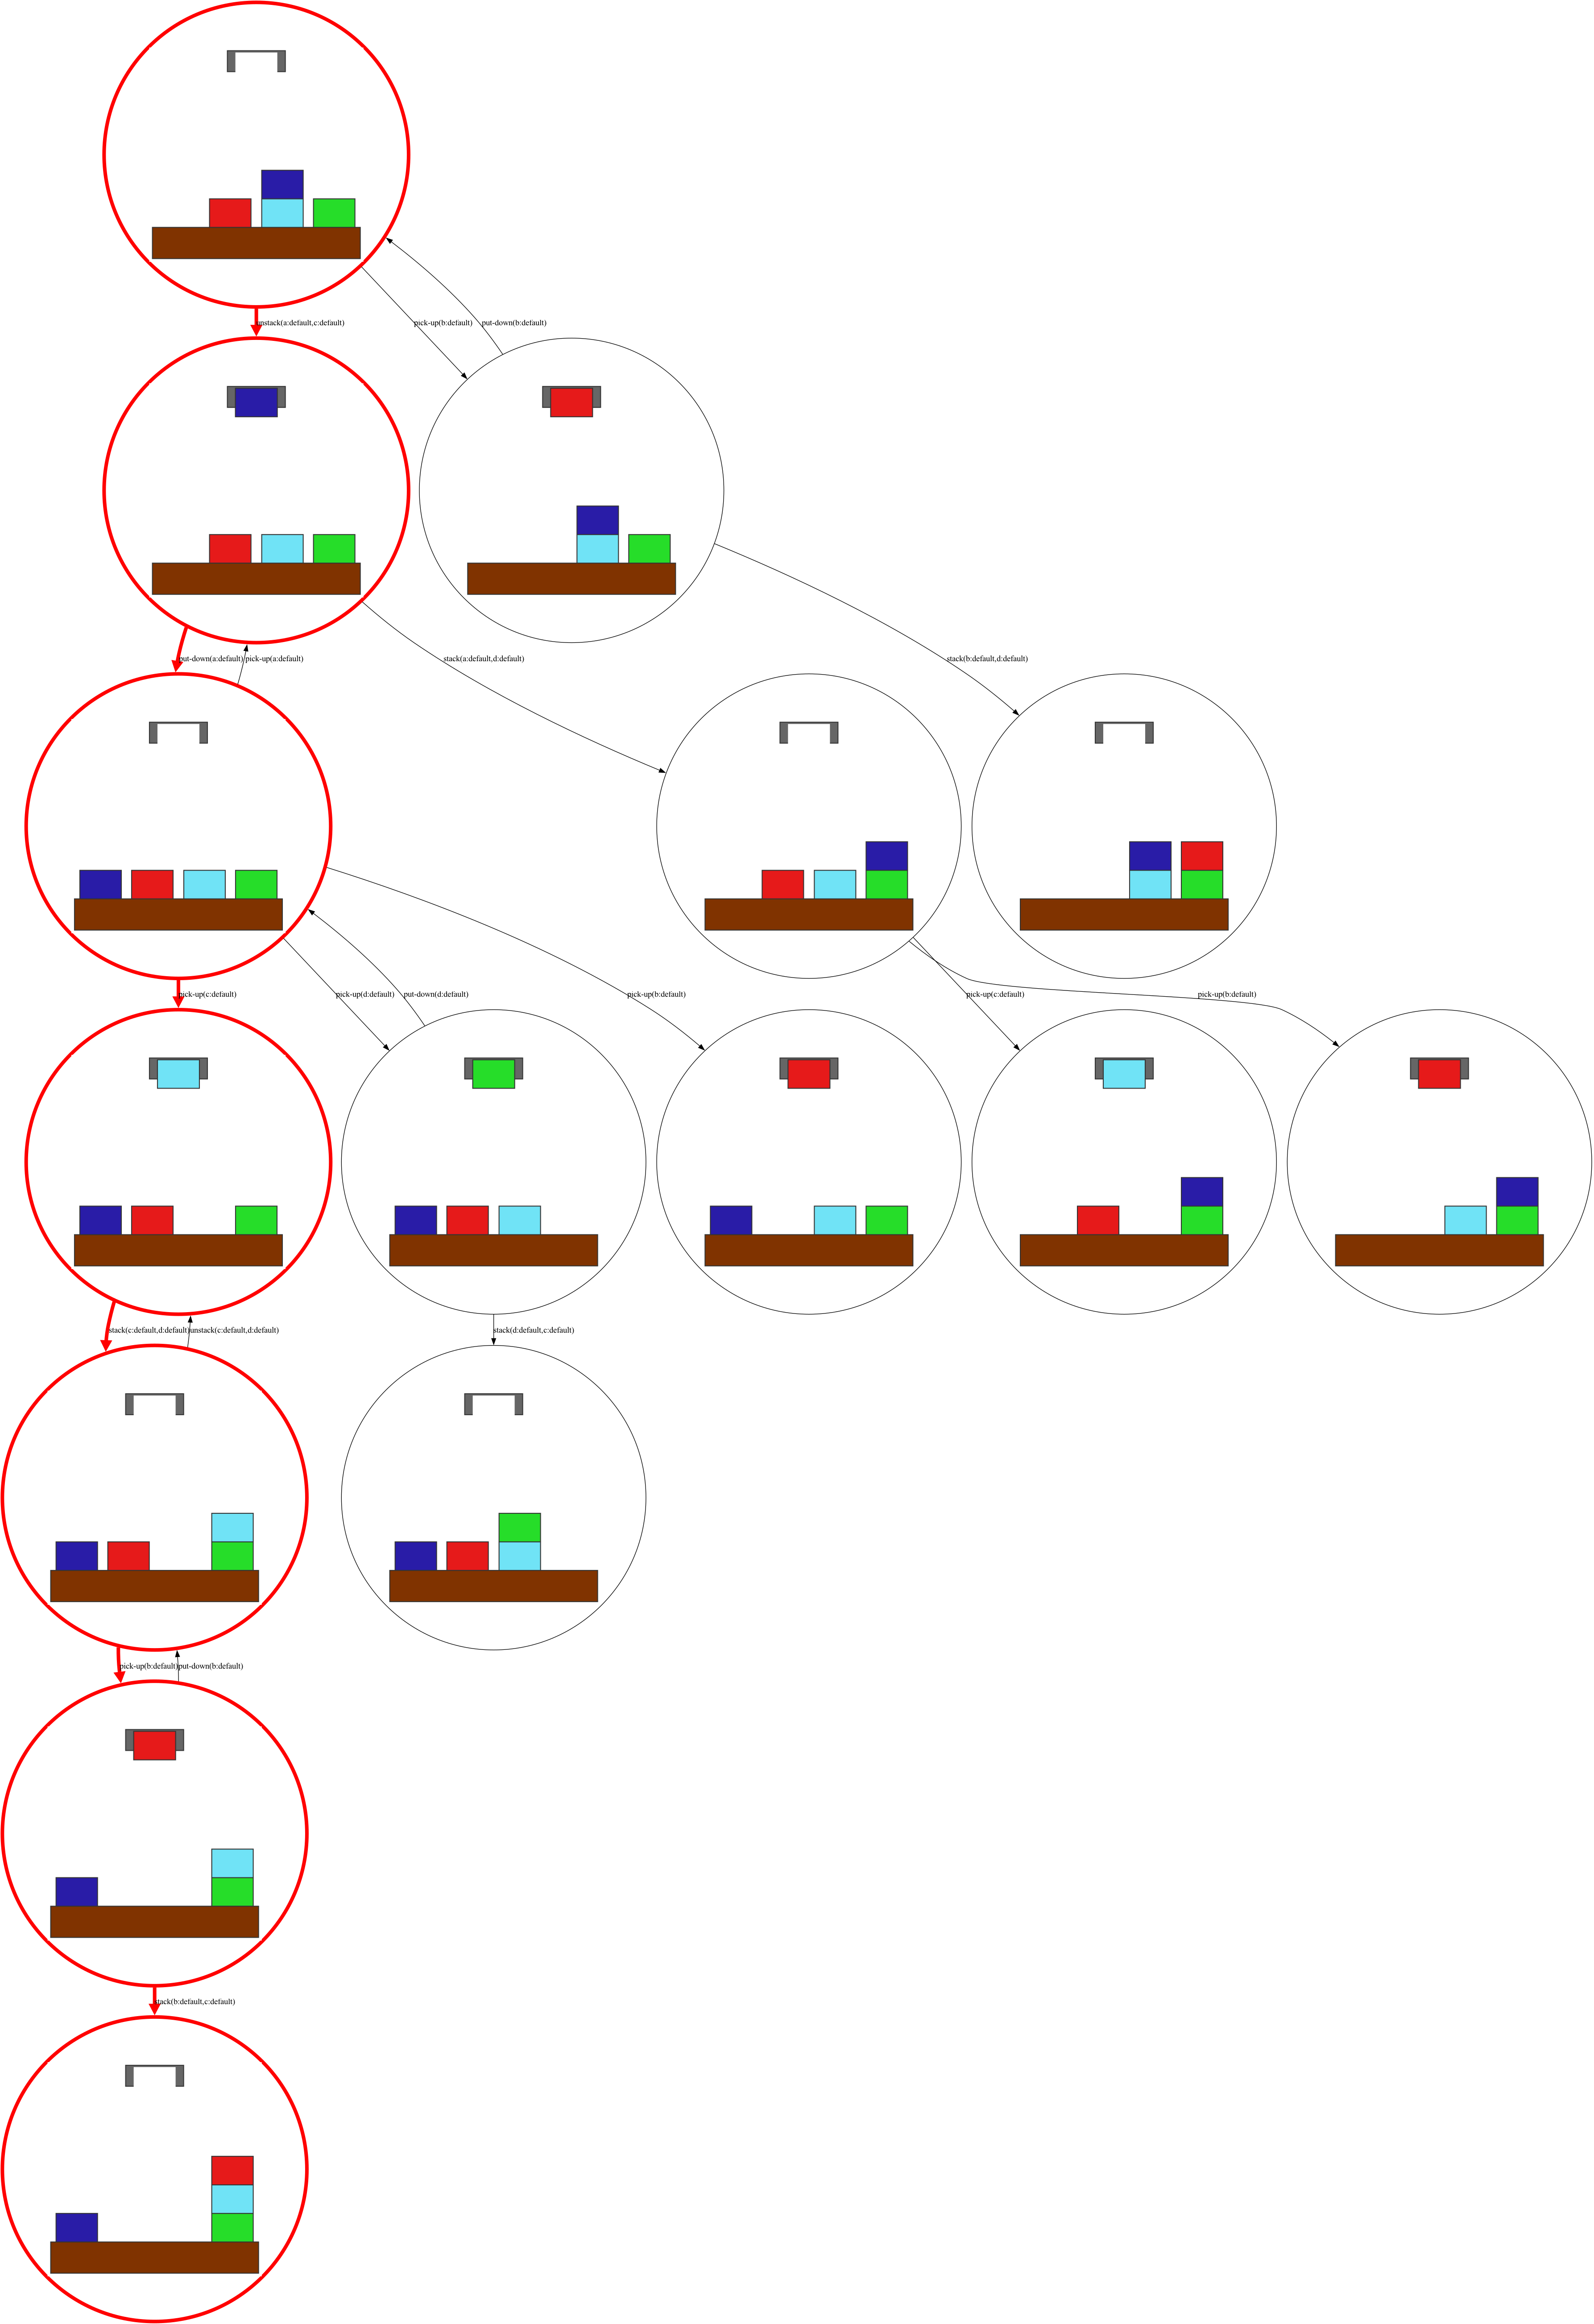 unstack(a:default,c:default)
pick-up(b:default)
put-down(b:default)
put-down(a:default)
pick-up(a:default)
stack(a:default,d:default)
stack(b:default,d:default)
pick-up(c:default)
pick-up(d:default)
put-down(d:default)
pick-up(b:default)
pick-up(c:default)
pick-up(b:default)
stack(c:default,d:default)
unstack(c:default,d:default)
stack(d:default,c:default)
pick-up(b:default)
put-down(b:default)
stack(b:default,c:default)